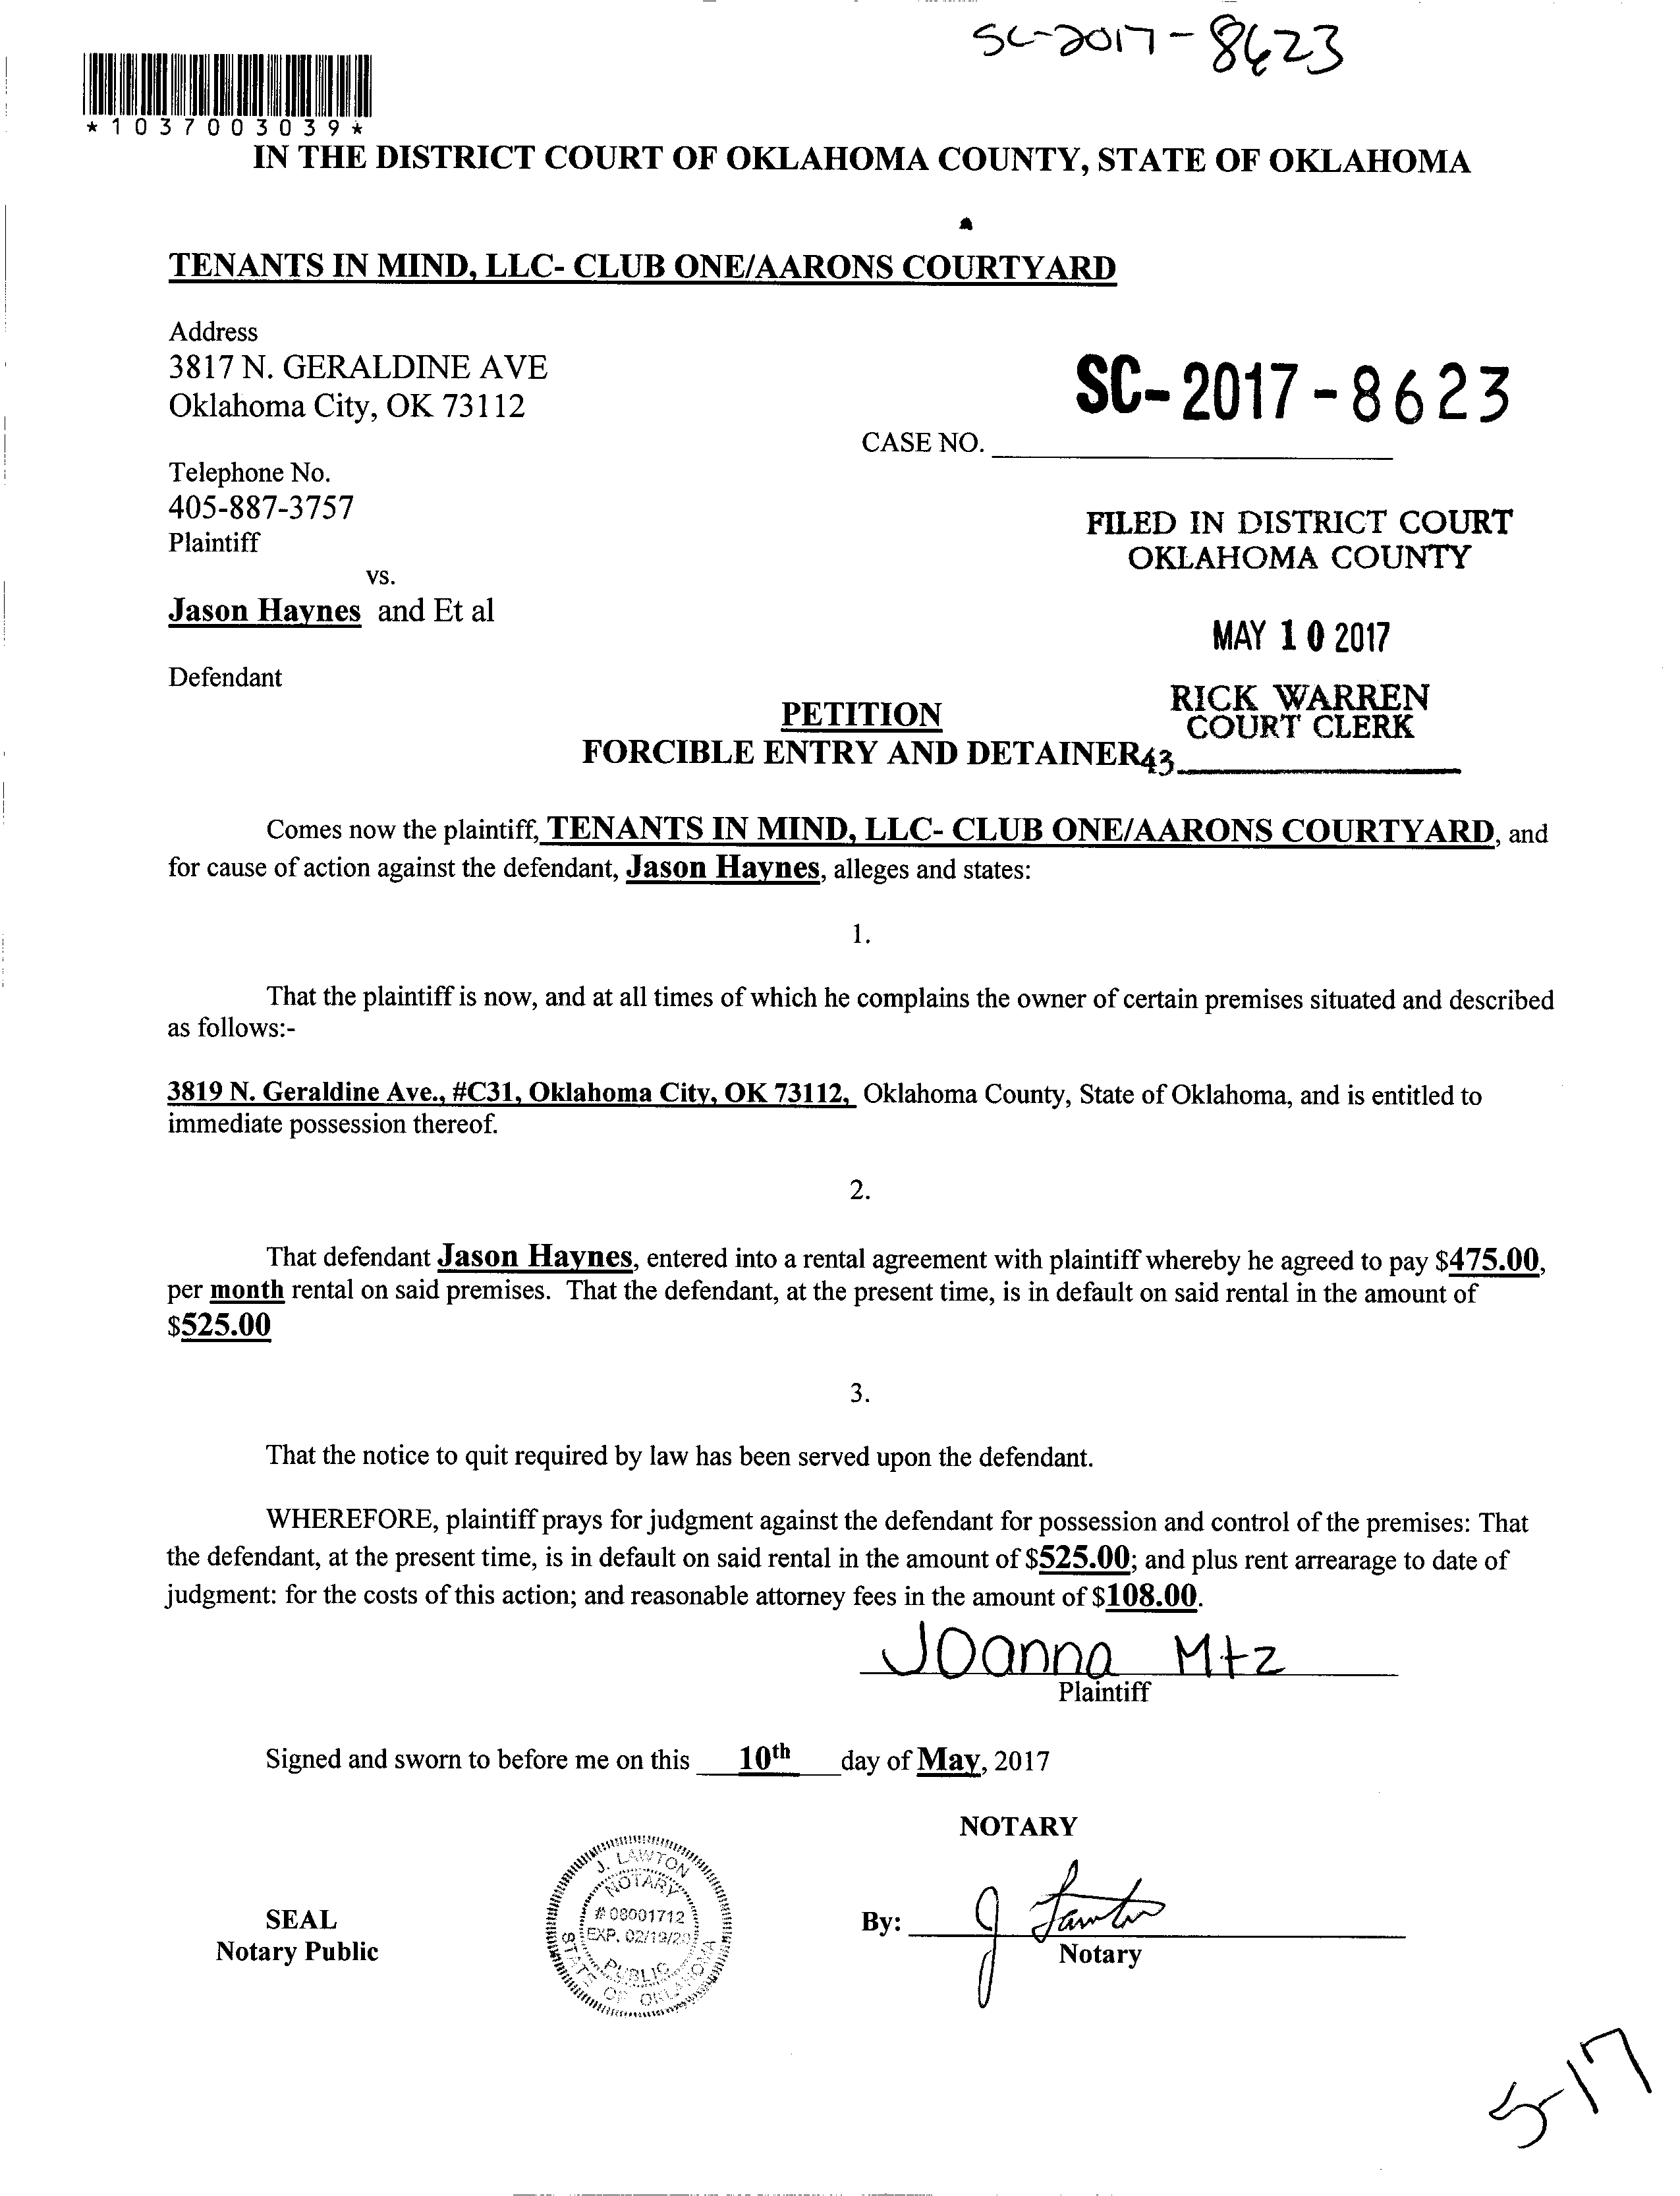 SC-2017-8623
*1037003039*
IN THE DISTRICT COURT OF OKLAHOMA COUNTY, STATE OF OKLAHOMA
TENANTS IN MIND, LLC- CLUB ONE/AARONS COURTYARD
Address
3817 N. GERALDINE AVE
Oklahoma City, OK 73112
SC-2017-8623
CASE NO.
Telephone No.
405-887-3757
Plaintiff
vs.
Jason Haynes and Et al
Defendant
FILED IN DISTRICT COURT
OKLAHOMA COUNTY
MAY 10 2017
RICK WARREN
COURT CLERK
43
PETITION
FORCIBLE ENTRY AND DETAINER
Comes now the plaintiff, TENANTS IN MIND, LLC- CLUB ONE/AARONS COURTYARD, and
for cause of action against the defendant, Jason Haynes, alleges and states:
1.
That the plaintiff is now, and at all times of which he complains the owner of certain premises situated and described
as follows:-
3819 N. Geraldine Ave., #C31, Oklahoma City, OK 73112, Oklahoma County, State of Oklahoma, and is entitled to
immediate possession thereof.
2.
That defendant Jason Haynes, entered into a rental agreement with plaintiff whereby he agreed to pay $475.00,
per month rental on said premises. That the defendant, at the present time, is in default on said rental in the amount of
$525.00
3.
That the notice to quit required by law has been served upon the defendant.
WHEREFORE, plaintiff prays for judgment against the defendant for possession and control of the premises: That
the defendant, at the present time, is in default on said rental in the amount of $525.00; and plus rent arrearage to date of
judgment: for the costs of this action; and reasonable attorney fees in the amount of $108.00.
Joanna Mtz
Plaintiff
Signed and sworn to before me on this 10th day of May, 2017
NOTARY
SEAL
Notary Public
J. LAWTON
NOTARY
# 08001712
EXP. 02/19/20
PUBLIC
STATE OF OKLAHOMA
By: J Lawton
Notary
5-17